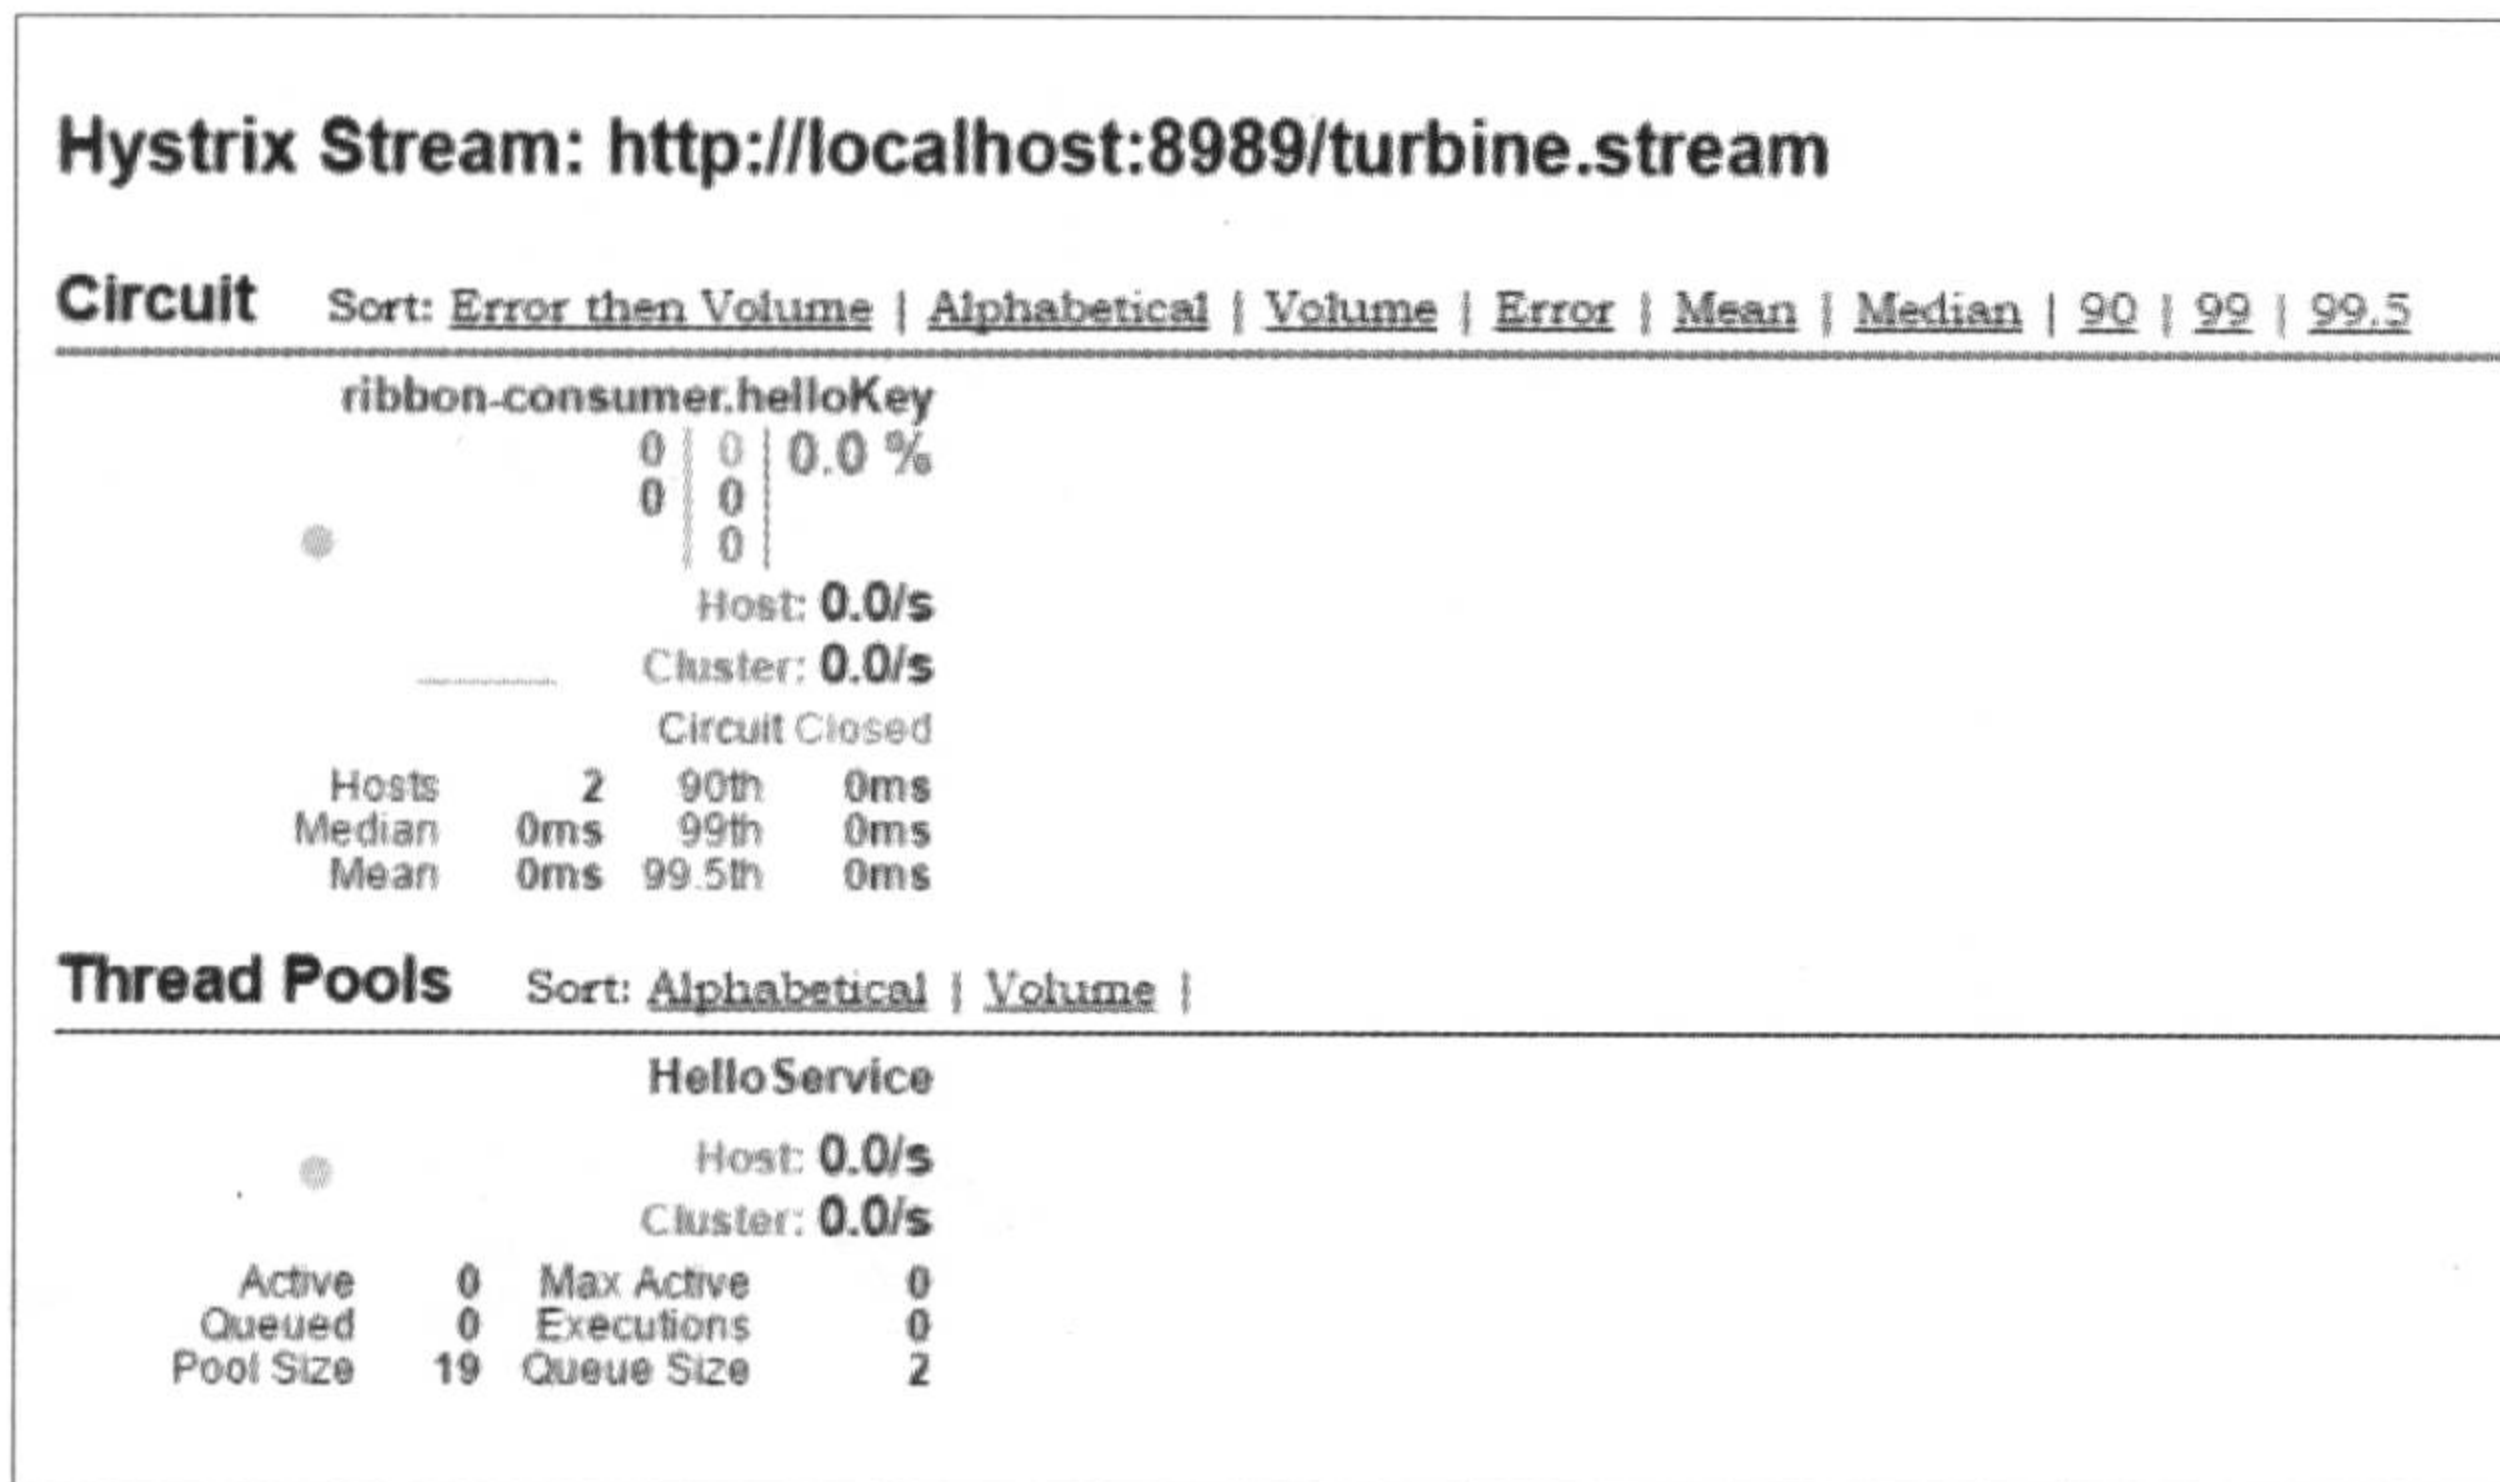 Hystrix Stream: http://localhost:8989/turbine.stream
Circuit Sort: Error then Volume | Alphabetical | Volume | Error | Mean | Median | 90 | 99 | 99.5
ribbon-consumer.helloKey
0 | 0 | 0.0 %
0 | 0
0
Host: 0.0/s
Cluster: 0.0/s
Circuit Closed
Hosts 2 90th 0ms
Median 0ms 99th 0ms
Mean 0ms 99.5th 0ms
Thread Pools Sort: Alphabetical | Volume |
HelloService
Host: 0.0/s
Cluster: 0.0/s
Active 0 Max Active 0
Queued 0 Executions 0
Pool Size 19 Queue Size 2